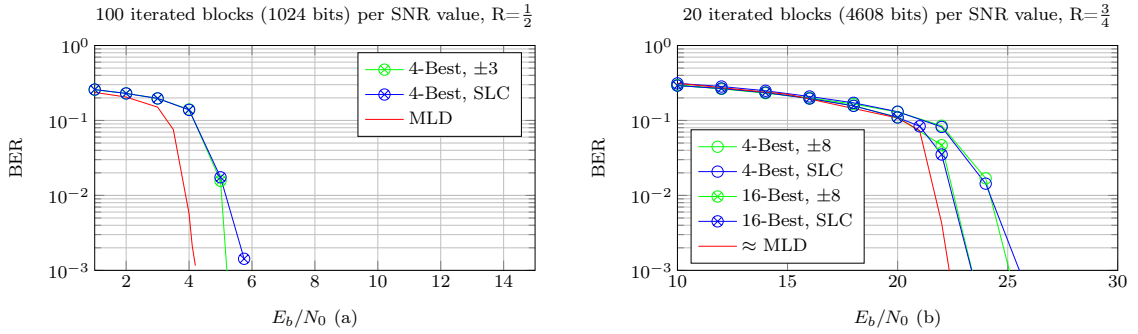 100 iterated blocks (1024 bits) per SNR value, R=1/2
10^0
10^−1
10^−2
10^−3
BER
4-Best, ±3
4-Best, SLC
MLD
2 4 6 8 10 12 14
E_b/N_0 (a)
20 iterated blocks (4608 bits) per SNR value, R=3/4
10^0
10^−1
10^−2
10^−3
BER
4-Best, ±8
4-Best, SLC
16-Best, ±8
16-Best, SLC
≈ MLD
10 15 20 25 30
E_b/N_0 (b)